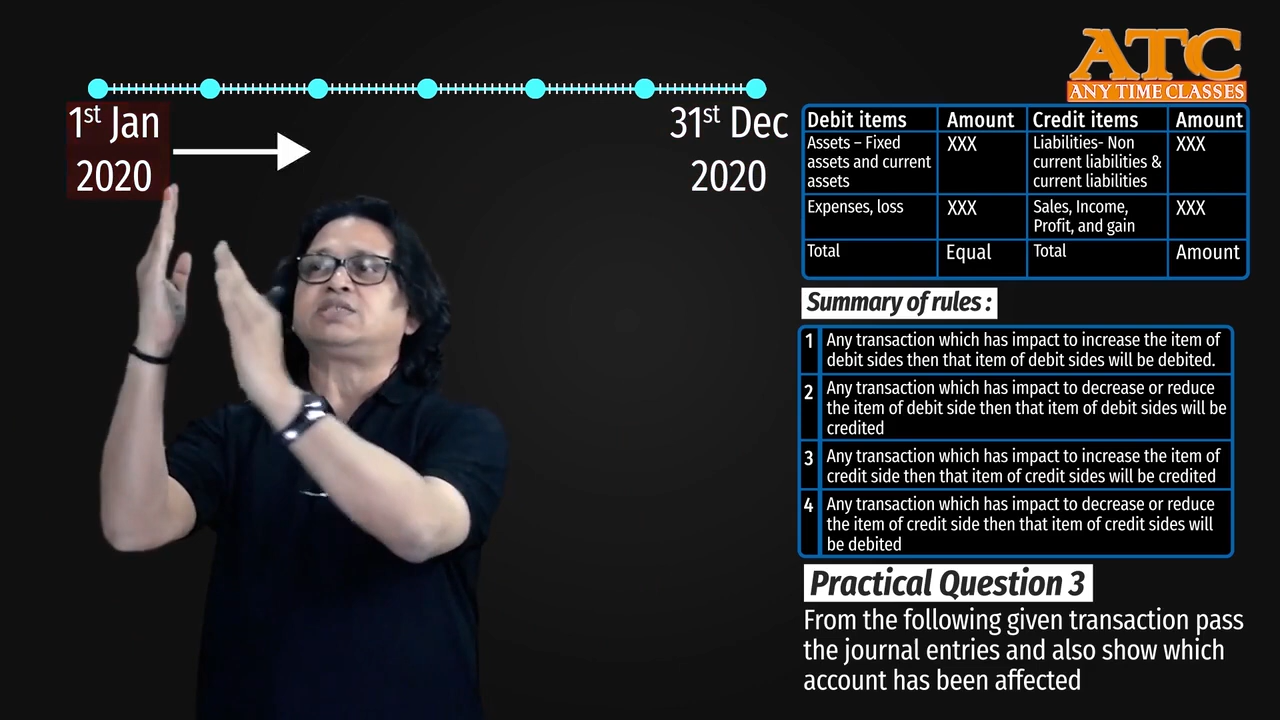 ATC
ANY TIME CLASSES
1st Jan
2020
31st Dec
2020
Debit items Amount Credit items Amount
Assets – Fixed
assets and current
assets
XXX
Liabilities- Non
current liabilities &
current liabilities
XXX
Expenses, loss
XXX
Sales, Income,
Profit, and gain
XXX
Total Equal Total Amount
Summary of rules :
1 Any transaction which has impact to increase the item of
debit sides then that item of debit sides will be debited.
2 Any transaction which has impact to decrease or reduce
the item of debit side then that item of debit sides will be
credited
3 Any transaction which has impact to increase the item of
credit side then that item of credit sides will be credited
4 Any transaction which has impact to decrease or reduce
the item of credit side then that item of credit sides will
be debited
Practical Question 3
From the following given transaction pass
the journal entries and also show which
account has been affected